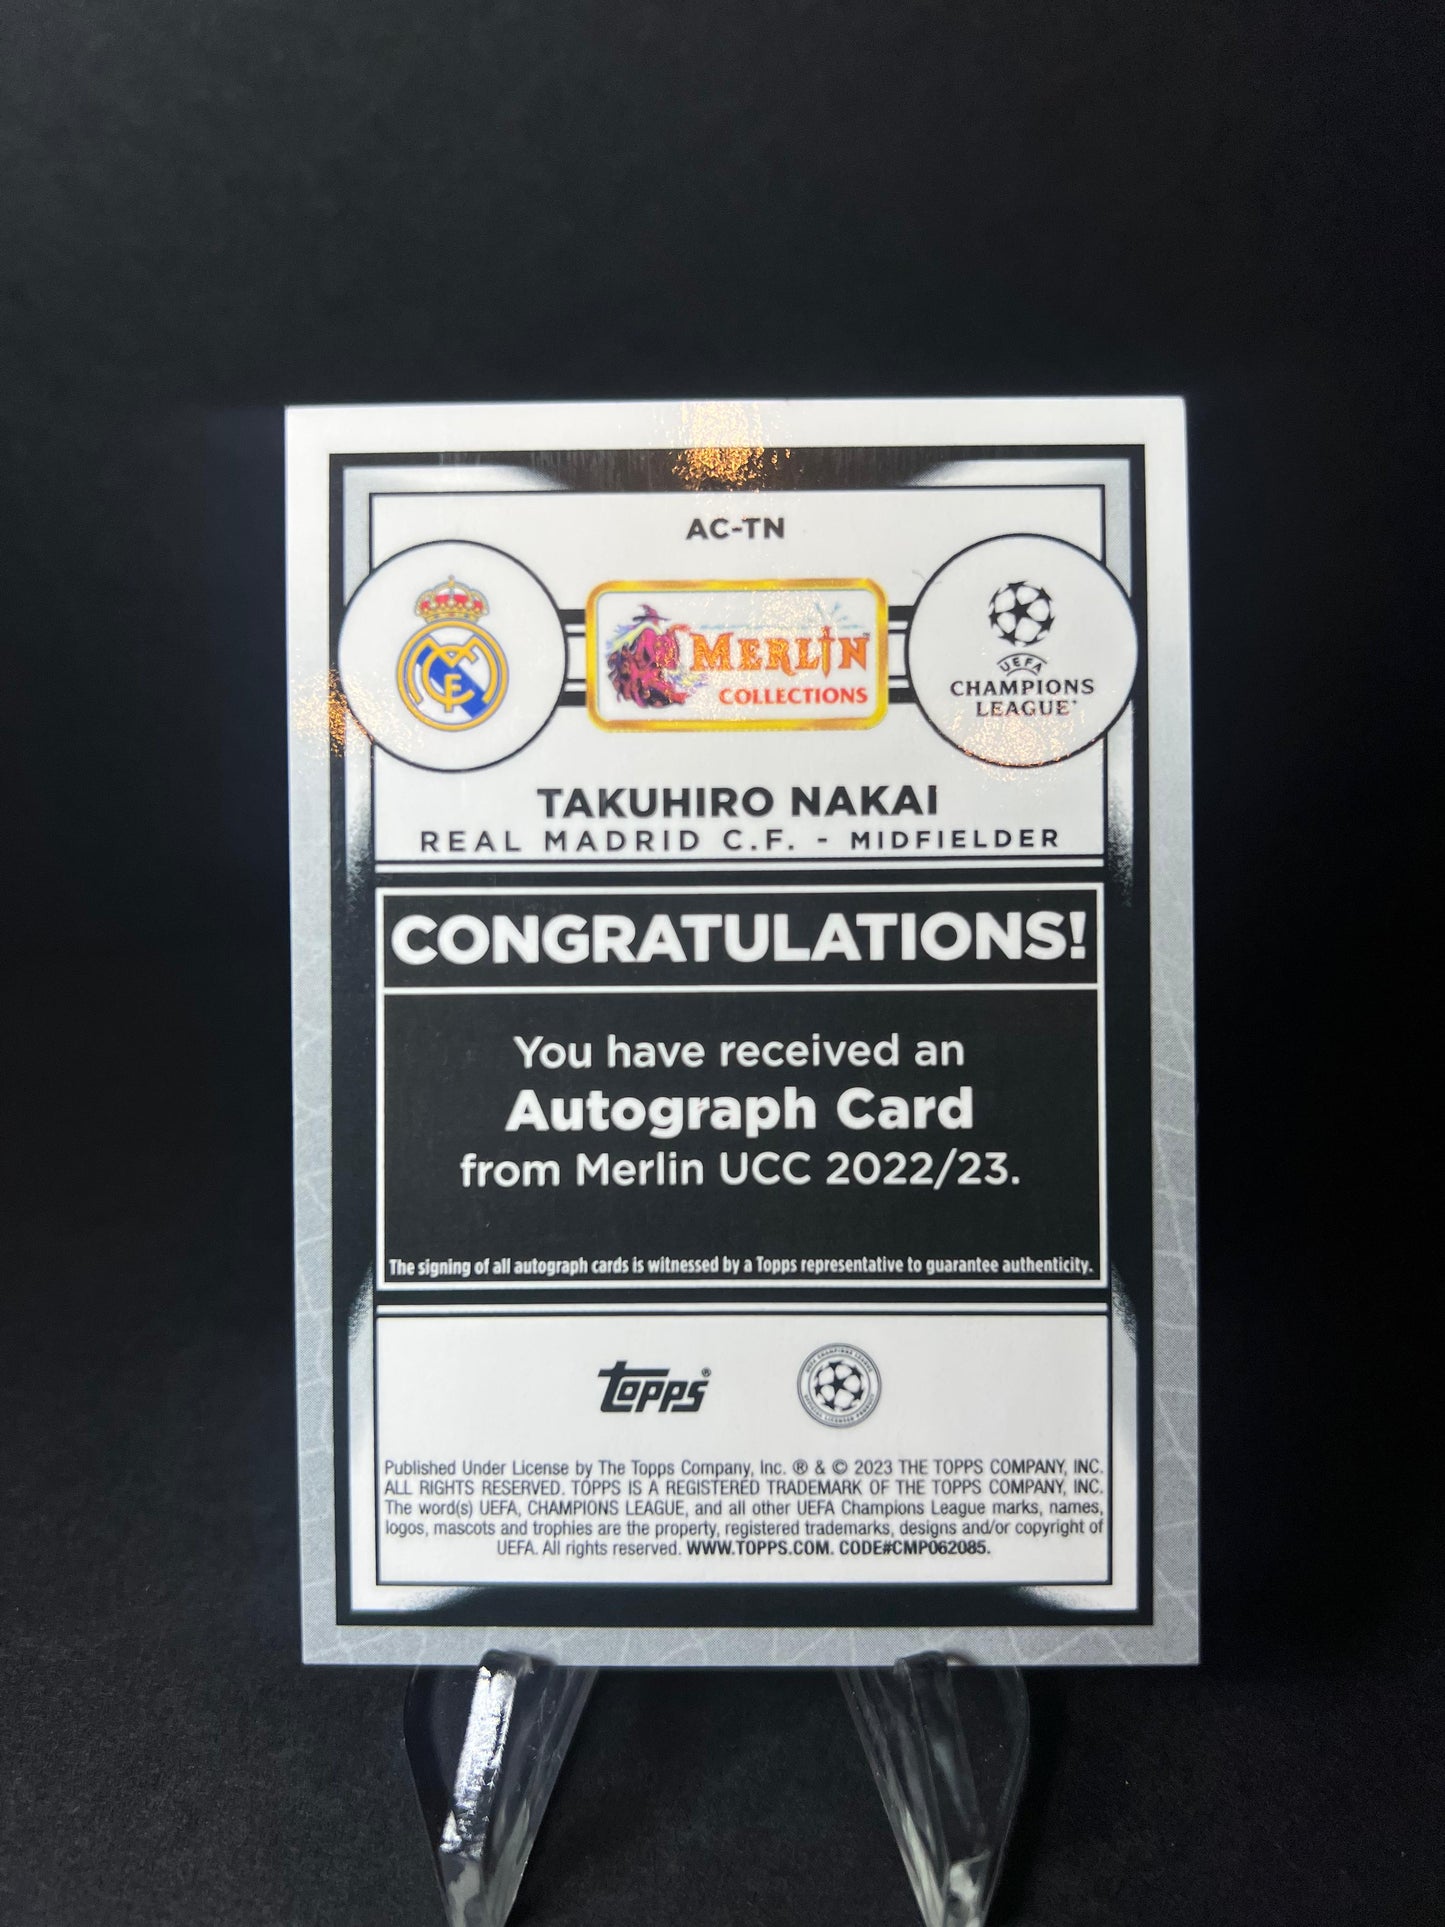 AC-TN
MERLIN
COLLECTIONS
UEFA
CHAMPIONS
LEAGUE
TAKUHIRO NAKAI
REAL MADRID C.F. - MIDFIELDER
CONGRATULATIONS!
You have received an
Autograph Card
from Merlin UCC 2022/23.
The signing of all autograph cards is witnessed by a Topps representative to guarantee authenticity.
Topps®
Published Under License by The Topps Company, Inc. ® & © 2023 THE TOPPS COMPANY, INC.
ALL RIGHTS RESERVED. TOPPS IS A REGISTERED TRADEMARK OF THE TOPPS COMPANY, INC.
The word(s) UEFA, CHAMPIONS LEAGUE, and all other UEFA Champions League marks, names,
logos, mascots and trophies are the property, registered trademarks, designs and/or copyright of
UEFA. All rights reserved. WWW.TOPPS.COM. CODE#CMP062085.